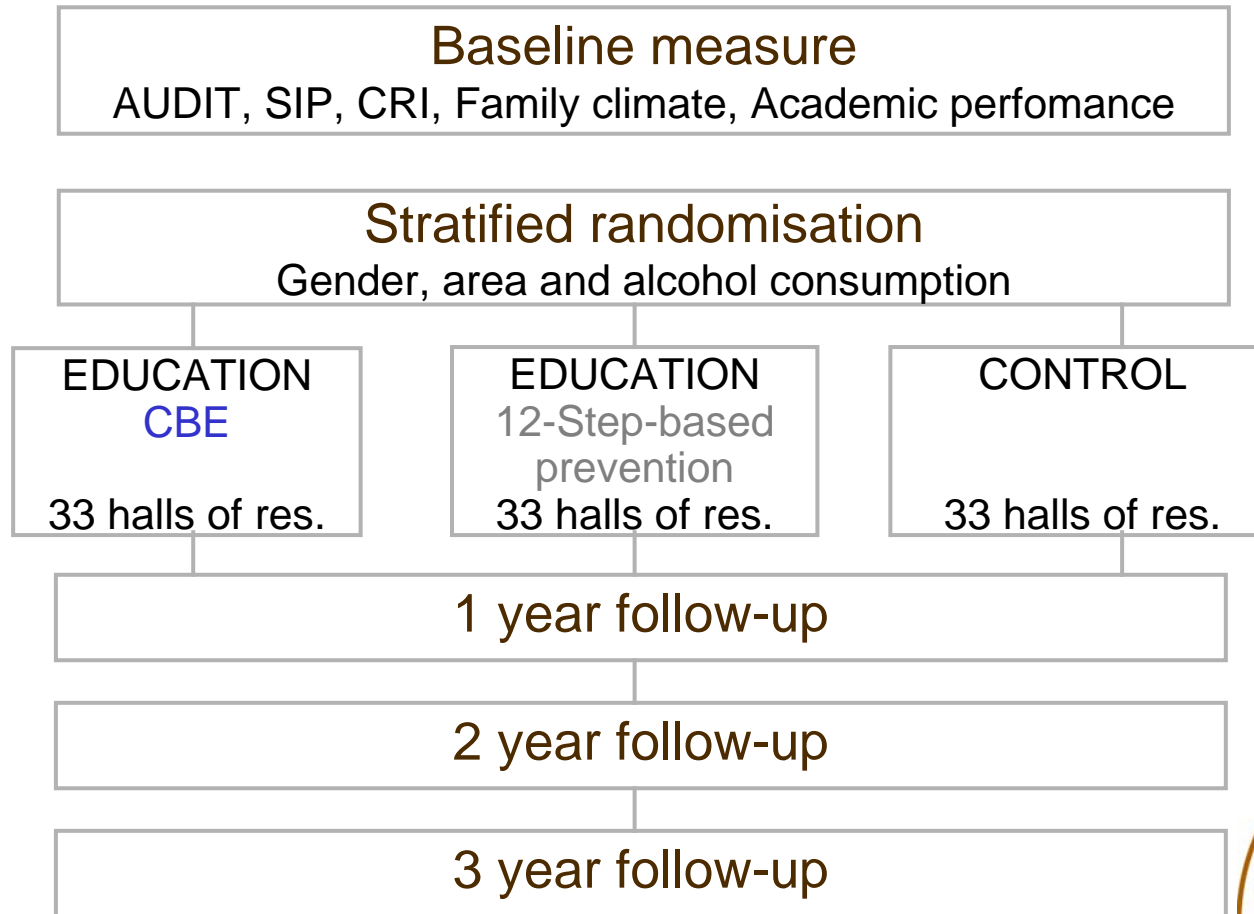 Baseline measure
AUDIT, SIP, CRI, Family climate, Academic perfomance
Stratified randomisation
Gender, area and alcohol consumption
EDUCATION
CBE
33 halls of res.
EDUCATION
12-Step-based
prevention
33 halls of res.
CONTROL
33 halls of res.
1 year follow-up
2 year follow-up
3 year follow-up